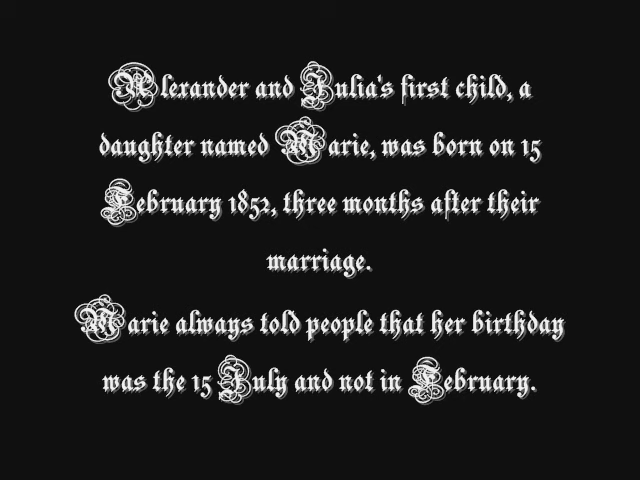 Alexander and Julia's first child, a
daughter named Marie, was born on 15
February 1852, three months after their
marriage.
Marie always told people that her birthday
was the 15 July and not in February.